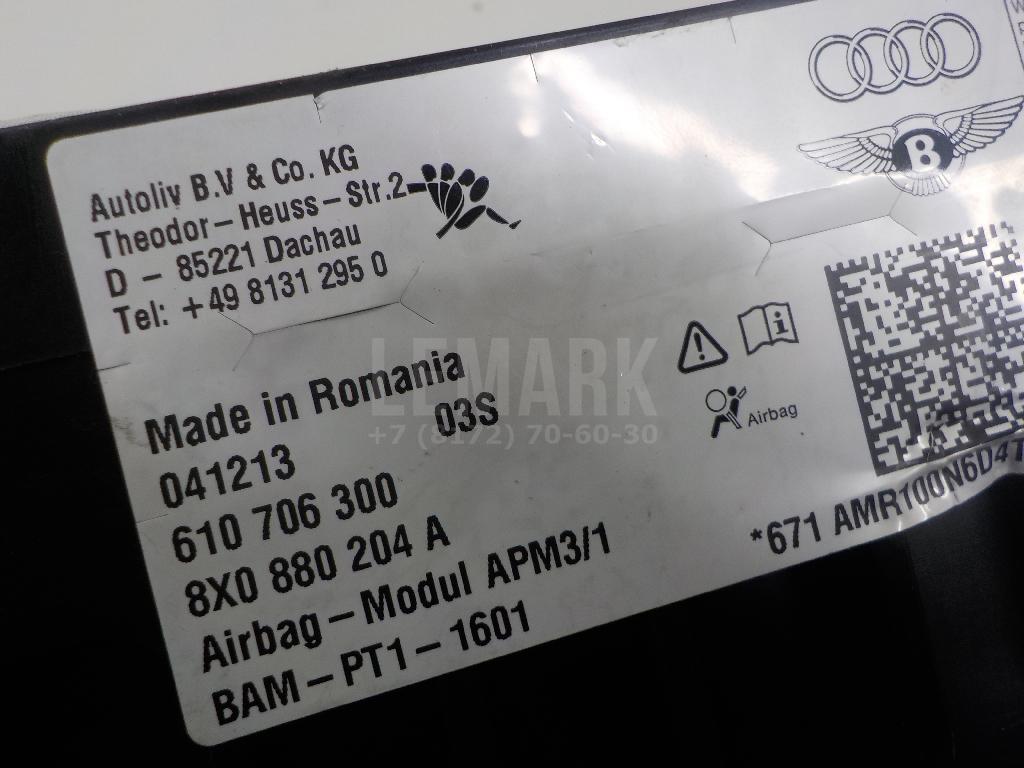 Autoliv B.V & Co. KG
Theodor-Heuss-Str.2
D - 85221 Dachau
Tel: +49 8131 295 0
B
Made in Romania
041213 03S
610 706 300
8X0 880 204 A
Airbag-Modul APM3/1
BAM-PT1-1601
Airbag
*671 AMR100N6D4T
LEMARK
+7 (8172) 70-60-30